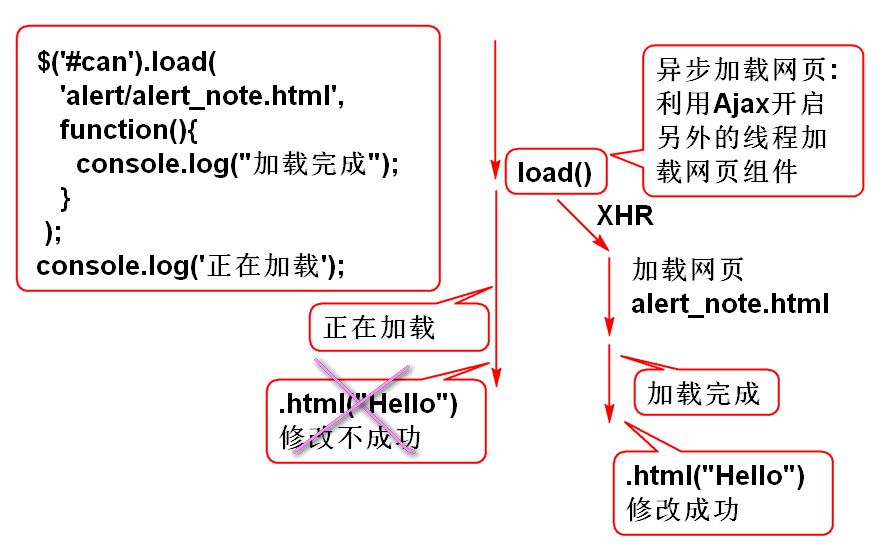 $('#can').load(
'alert/alert_note.html',
function(){
console.log("加载完成");
}
);
console.log('正在加载');
异步加载网页:
利用Ajax开启
另外的线程加
载网页组件
load()
XHR
加载网页
alert_note.html
正在加载
.html("Hello")
修改不成功
加载完成
.html("Hello")
修改成功